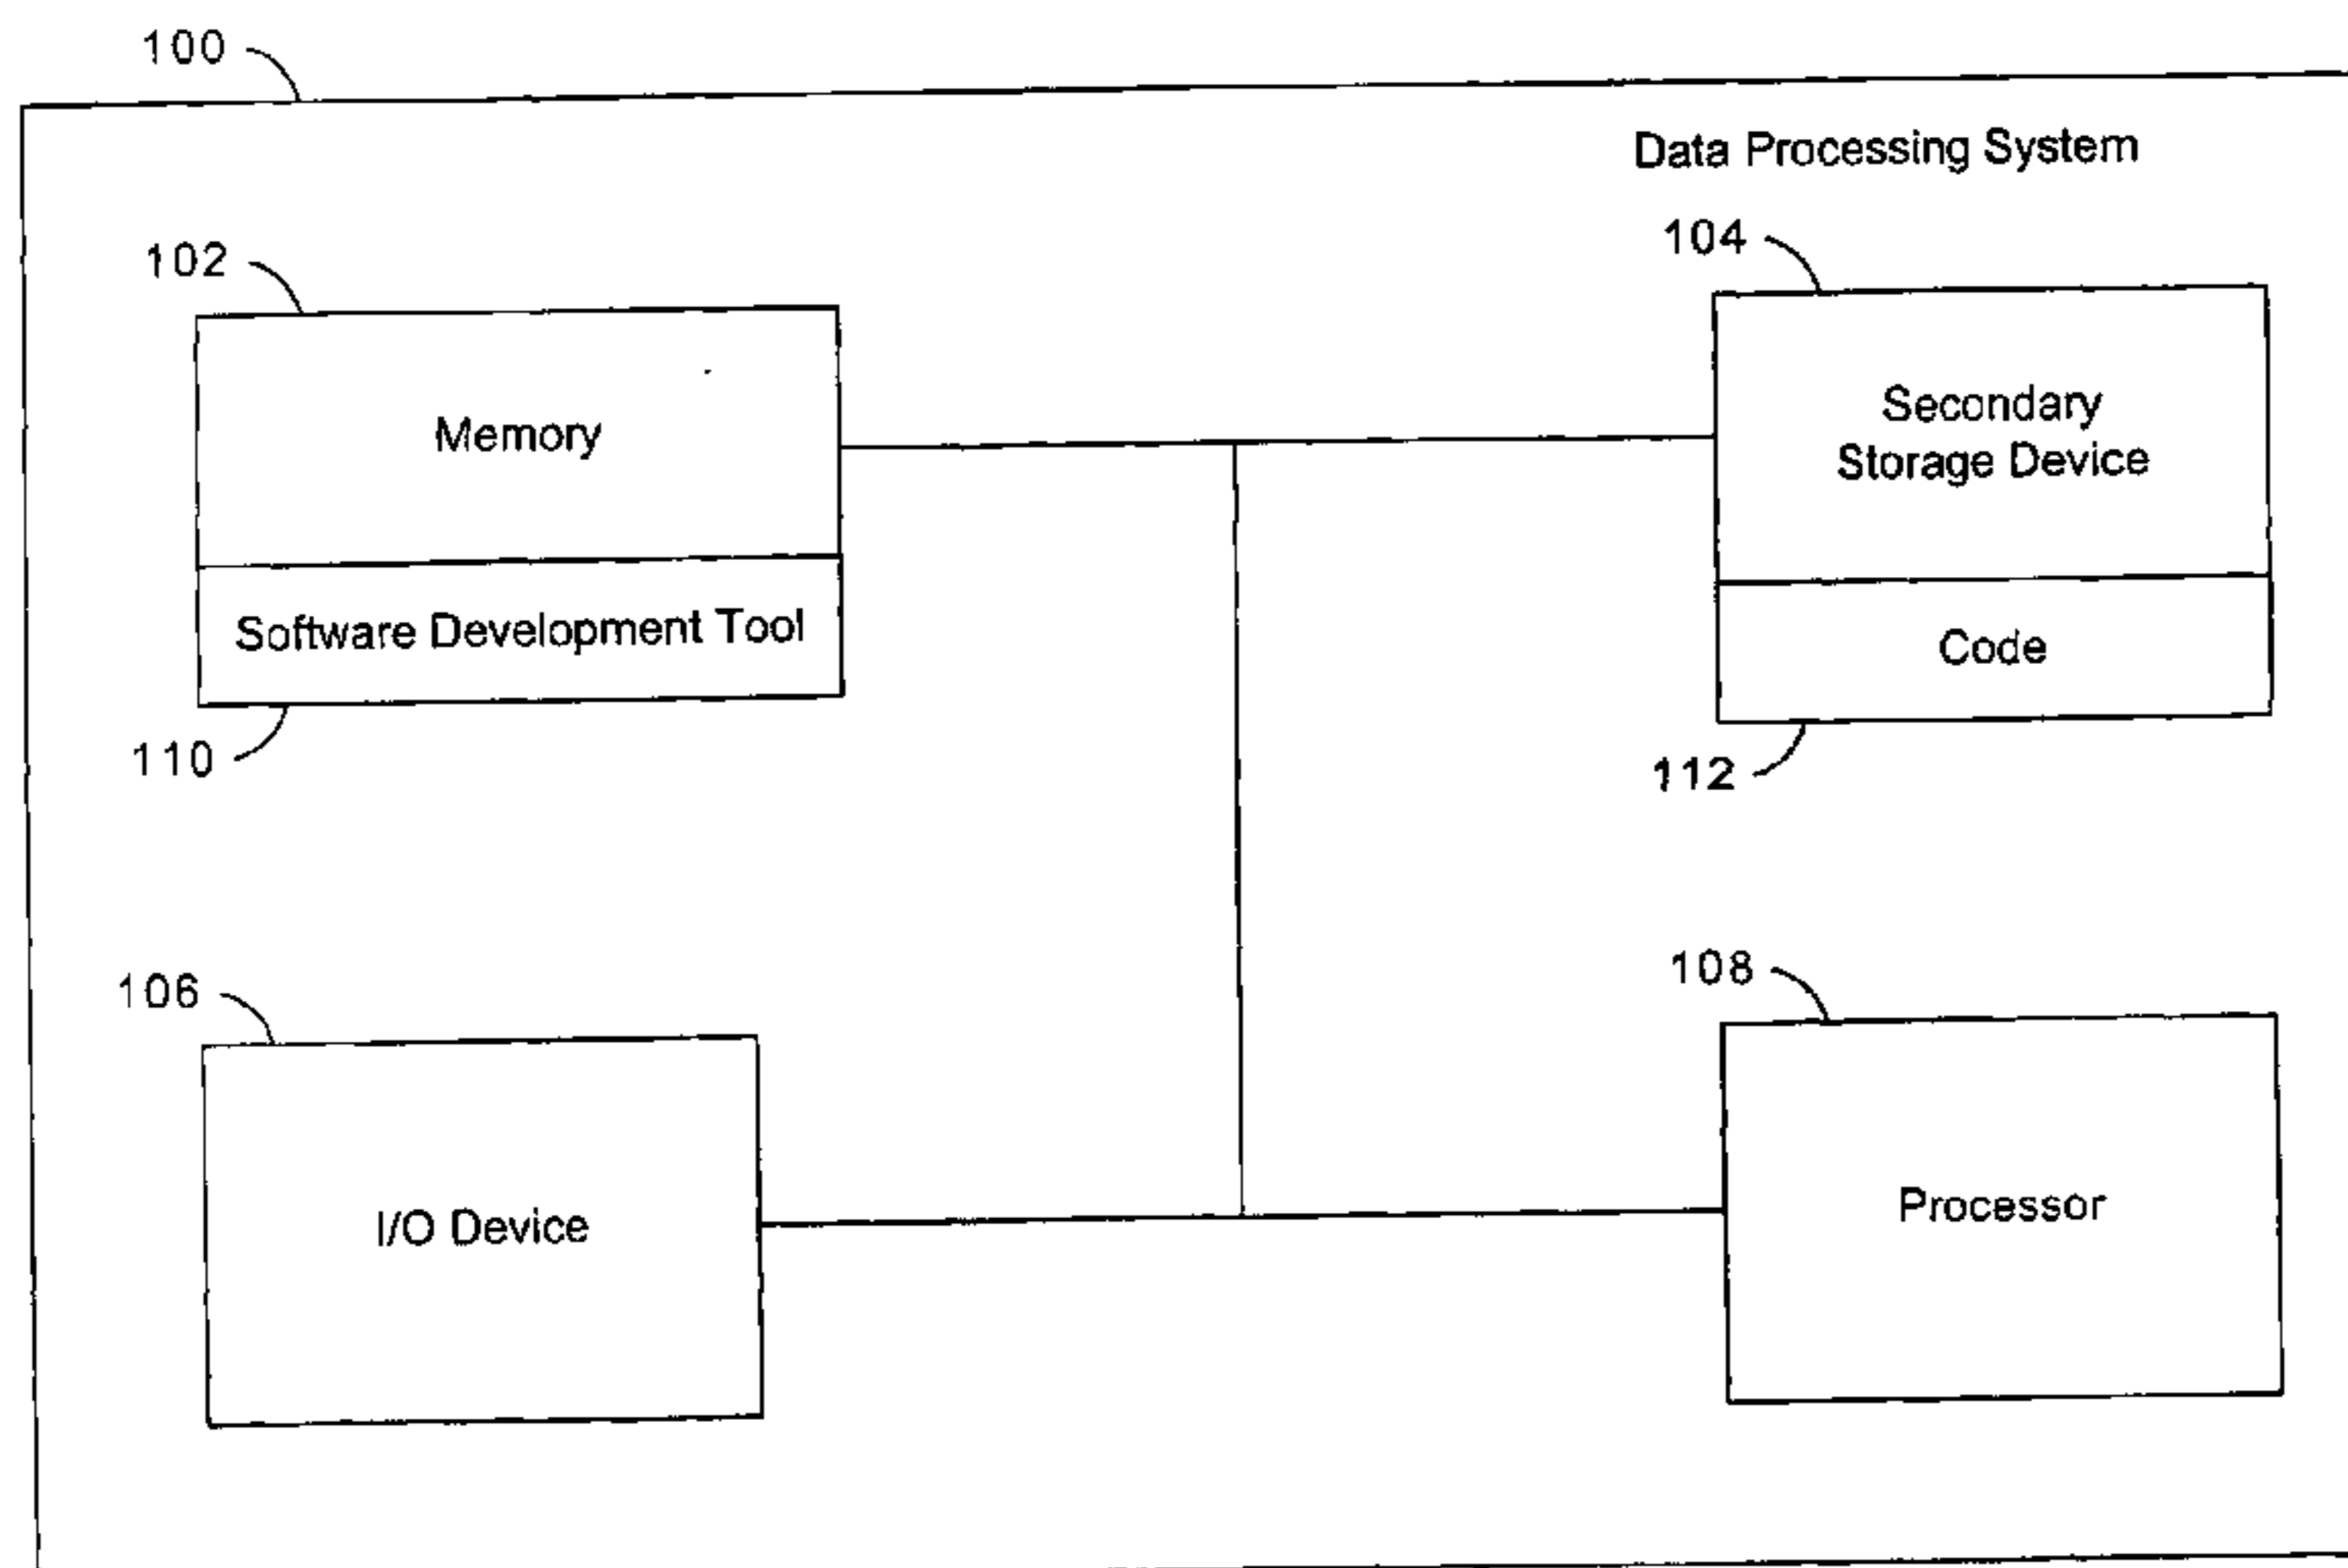 100
Data Processing System
102
104
Memory
Secondary
Storage Device
Software Development Tool
Code
110
112
106
108
I/O Device
Processor